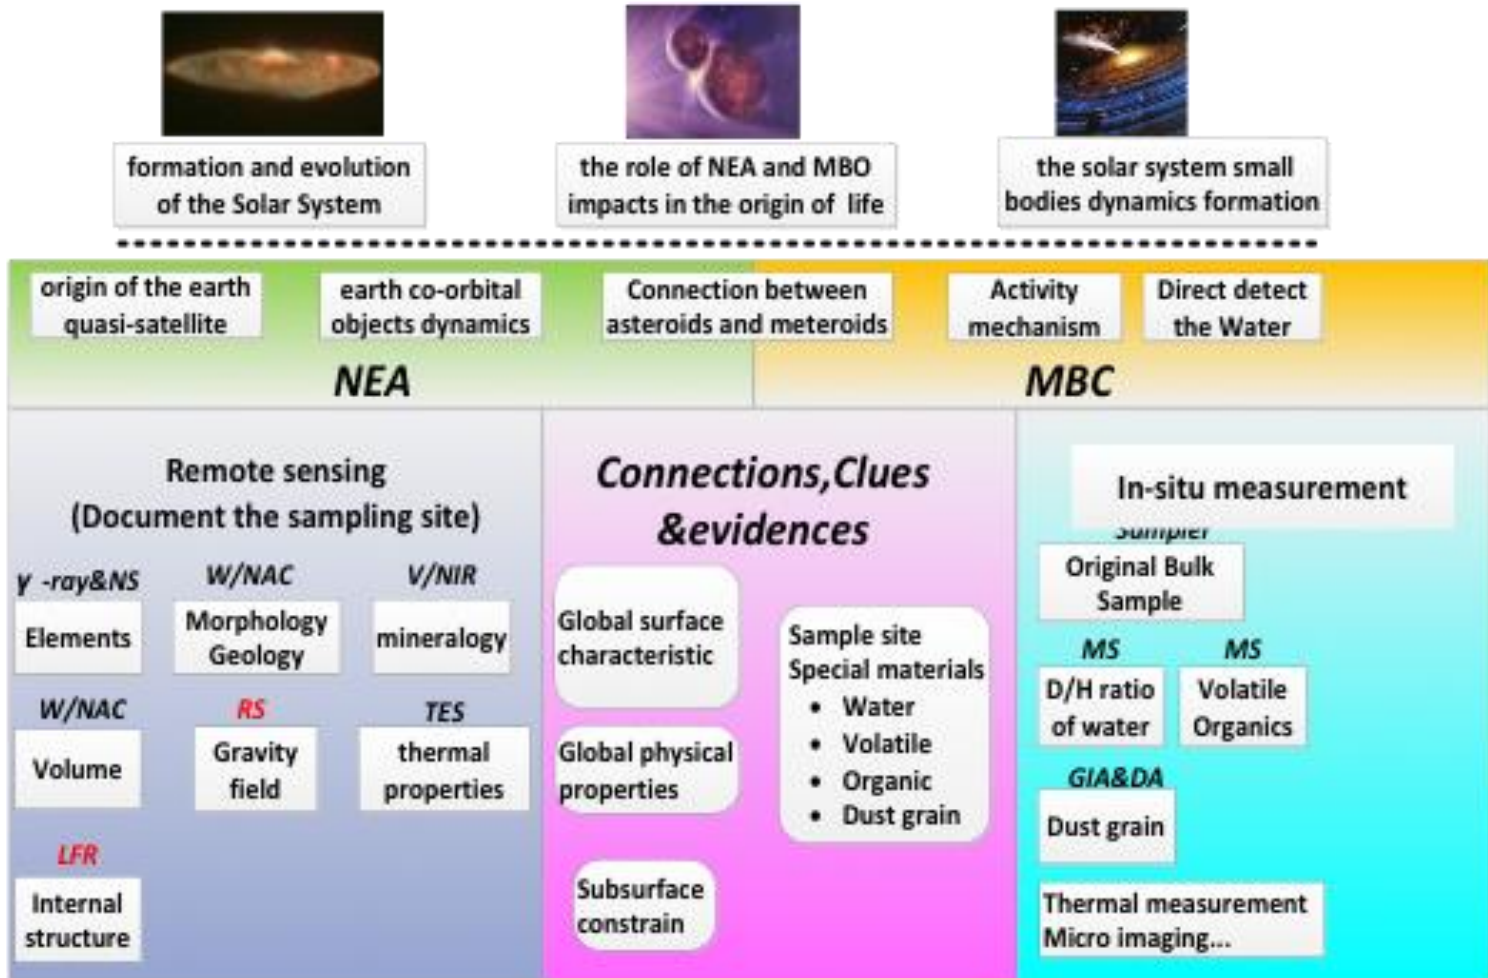 formation and evolution
of the Solar System
the role of NEA and MBO
impacts in the origin of life
the solar system small
bodies dynamics formation
origin of the earth
quasi-satellite
earth co-orbital
objects dynamics
Connection between
asteroids and meteroids
Activity
mechanism
Direct detect
the Water
NEA
MBC
Remote sensing
(Document the sampling site)
γ -ray&NS
Elements
W/NAC
Morphology
Geology
V/NIR
mineralogy
W/NAC
Volume
RS
Gravity
field
TES
thermal
properties
LFR
Internal
structure
Connections,Clues
&evidences
Global surface
characteristic
Global physical
properties
Subsurface
constrain
Sample site
Special materials
• Water
• Volatile
• Organic
• Dust grain
In-situ measurement
Sampler
Original Bulk
Sample
MS
D/H ratio
of water
MS
Volatile
Organics
GIA&DA
Dust grain
Thermal measurement
Micro imaging...